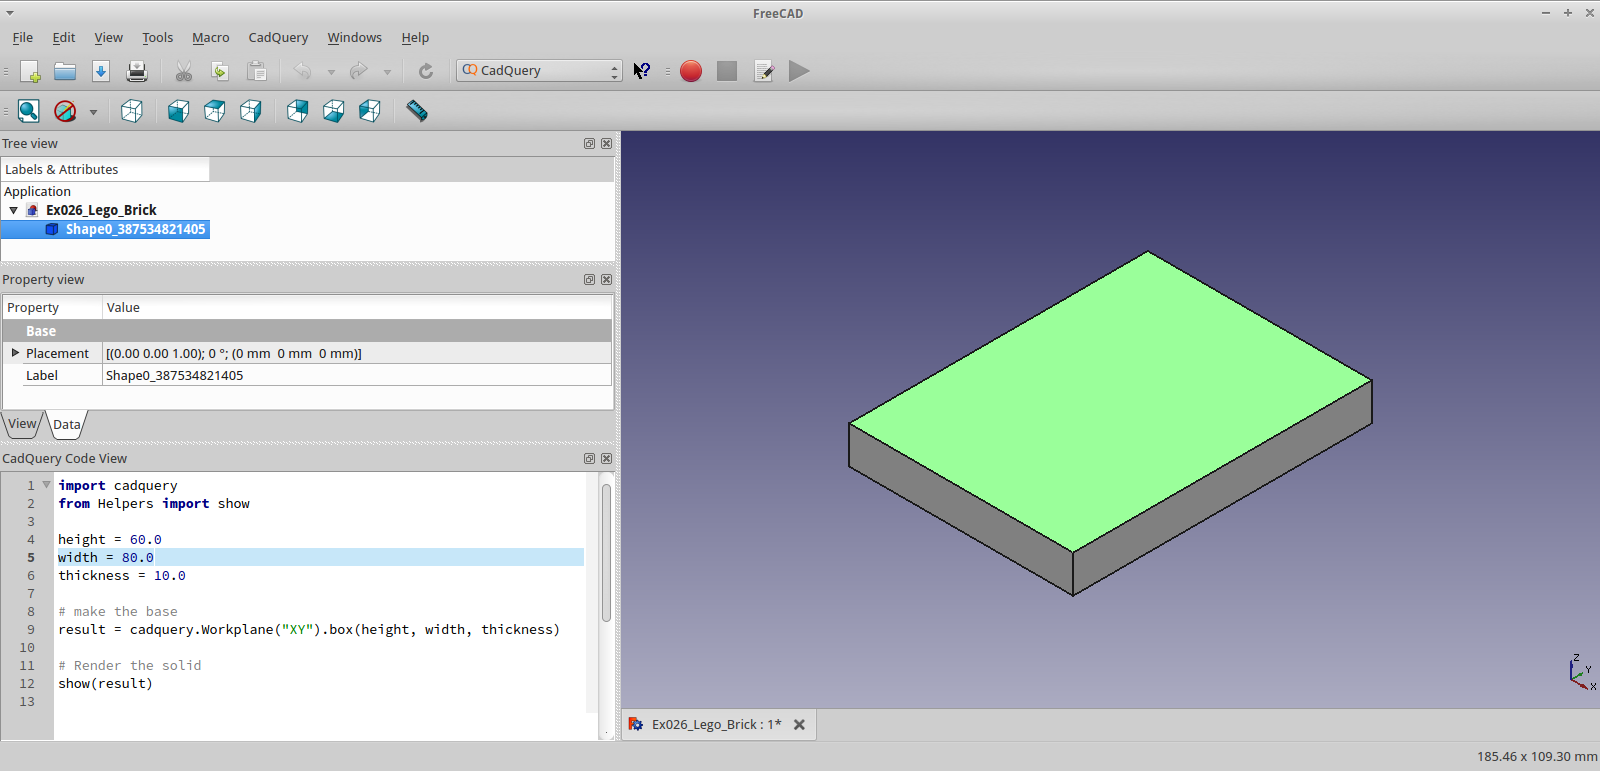 FreeCAD
File Edit View Tools Macro CadQuery Windows Help
CadQuery
Tree view
Labels & Attributes
Application
Ex026_Lego_Brick
Shape0_387534821405
Property view
Property Value
Base
Placement [(0.00 0.00 1.00); 0 °; (0 mm 0 mm 0 mm)]
Label Shape0_387534821405
View Data
CadQuery Code View
1 import cadquery
2 from Helpers import show
3
4 height = 60.0
5 width = 80.0
6 thickness = 10.0
7
8 # make the base
9 result = cadquery.Workplane("XY").box(height, width, thickness)
10
11 # Render the solid
12 show(result)
13
Z
Y
X
Ex026_Lego_Brick : 1*
185.46 x 109.30 mm